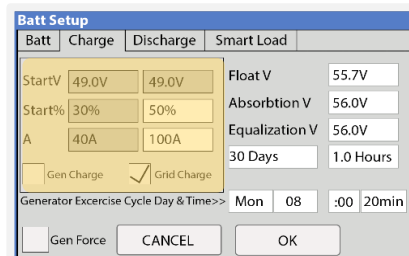 Batt Setup
Batt Charge Discharge Smart Load
StartV 49.0V 49.0V Float V 55.7V
Start% 30% 50% Absorbtion V 56.0V
A 40A 100A Equalization V 56.0V
30 Days 1.0 Hours
Gen Charge Grid Charge
Generator Excercise Cycle Day & Time>> Mon 08 :00 20min
Gen Force CANCEL OK